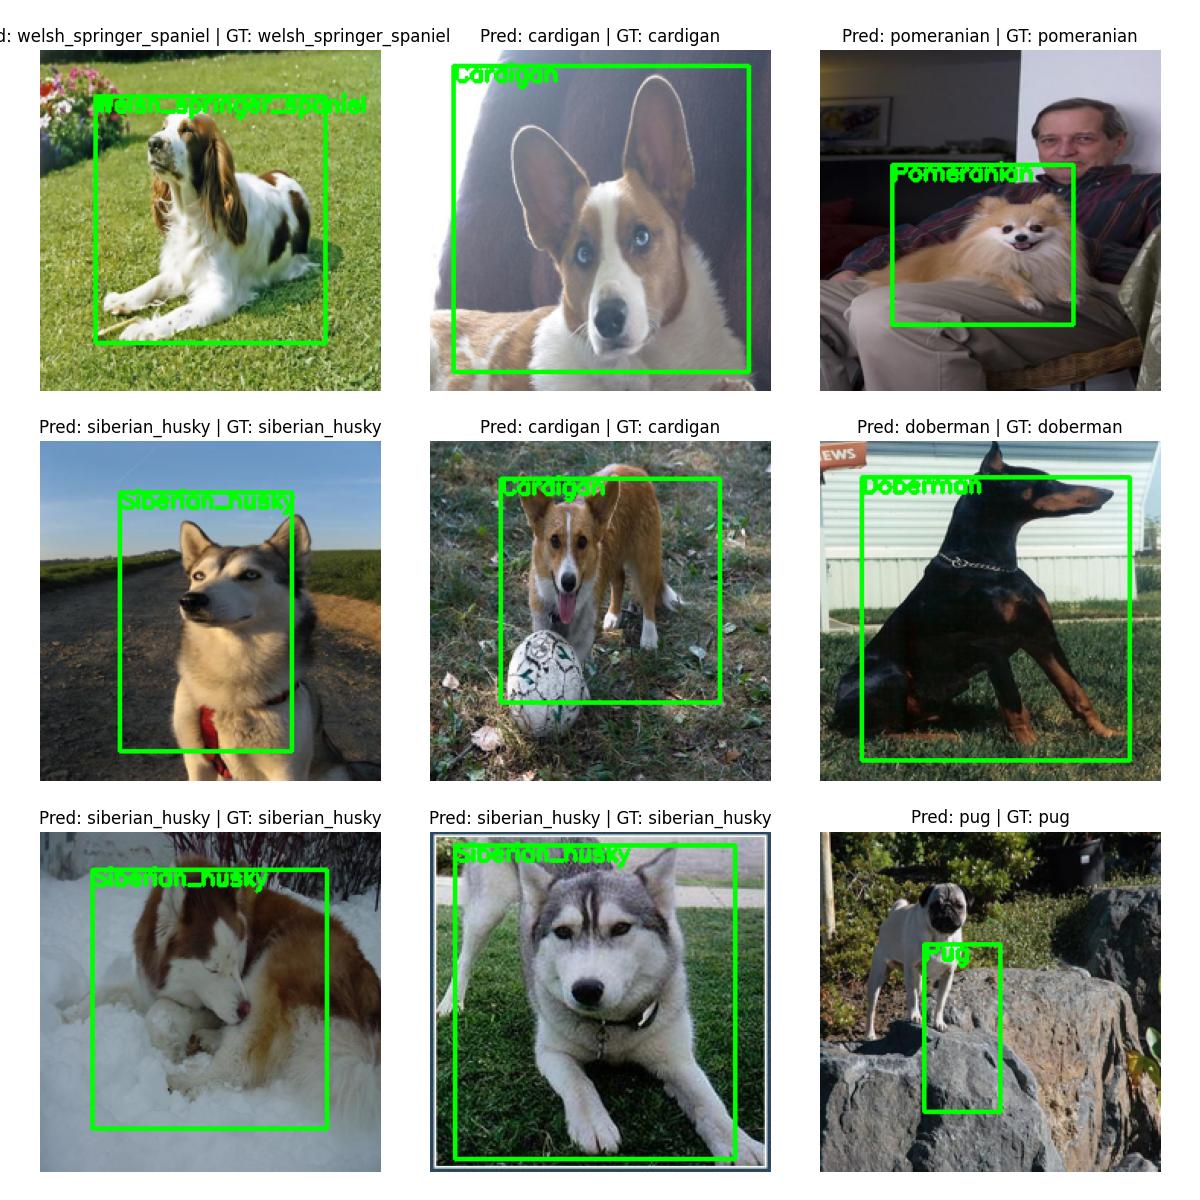 d: welsh_springer_spaniel | GT: welsh_springer_spaniel
Pred: cardigan | GT: cardigan
Pred: pomeranian | GT: pomeranian
Welsh_springer_spaniel
Cardigan
Pomeranian
Pred: siberian_husky | GT: siberian_husky
Pred: cardigan | GT: cardigan
Pred: doberman | GT: doberman
EWS
Siberian_husky
Cardigan
Doberman
Pred: siberian_husky | GT: siberian_husky
Pred: siberian_husky | GT: siberian_husky
Pred: pug | GT: pug
Siberian_husky
Siberian_husky
Pug